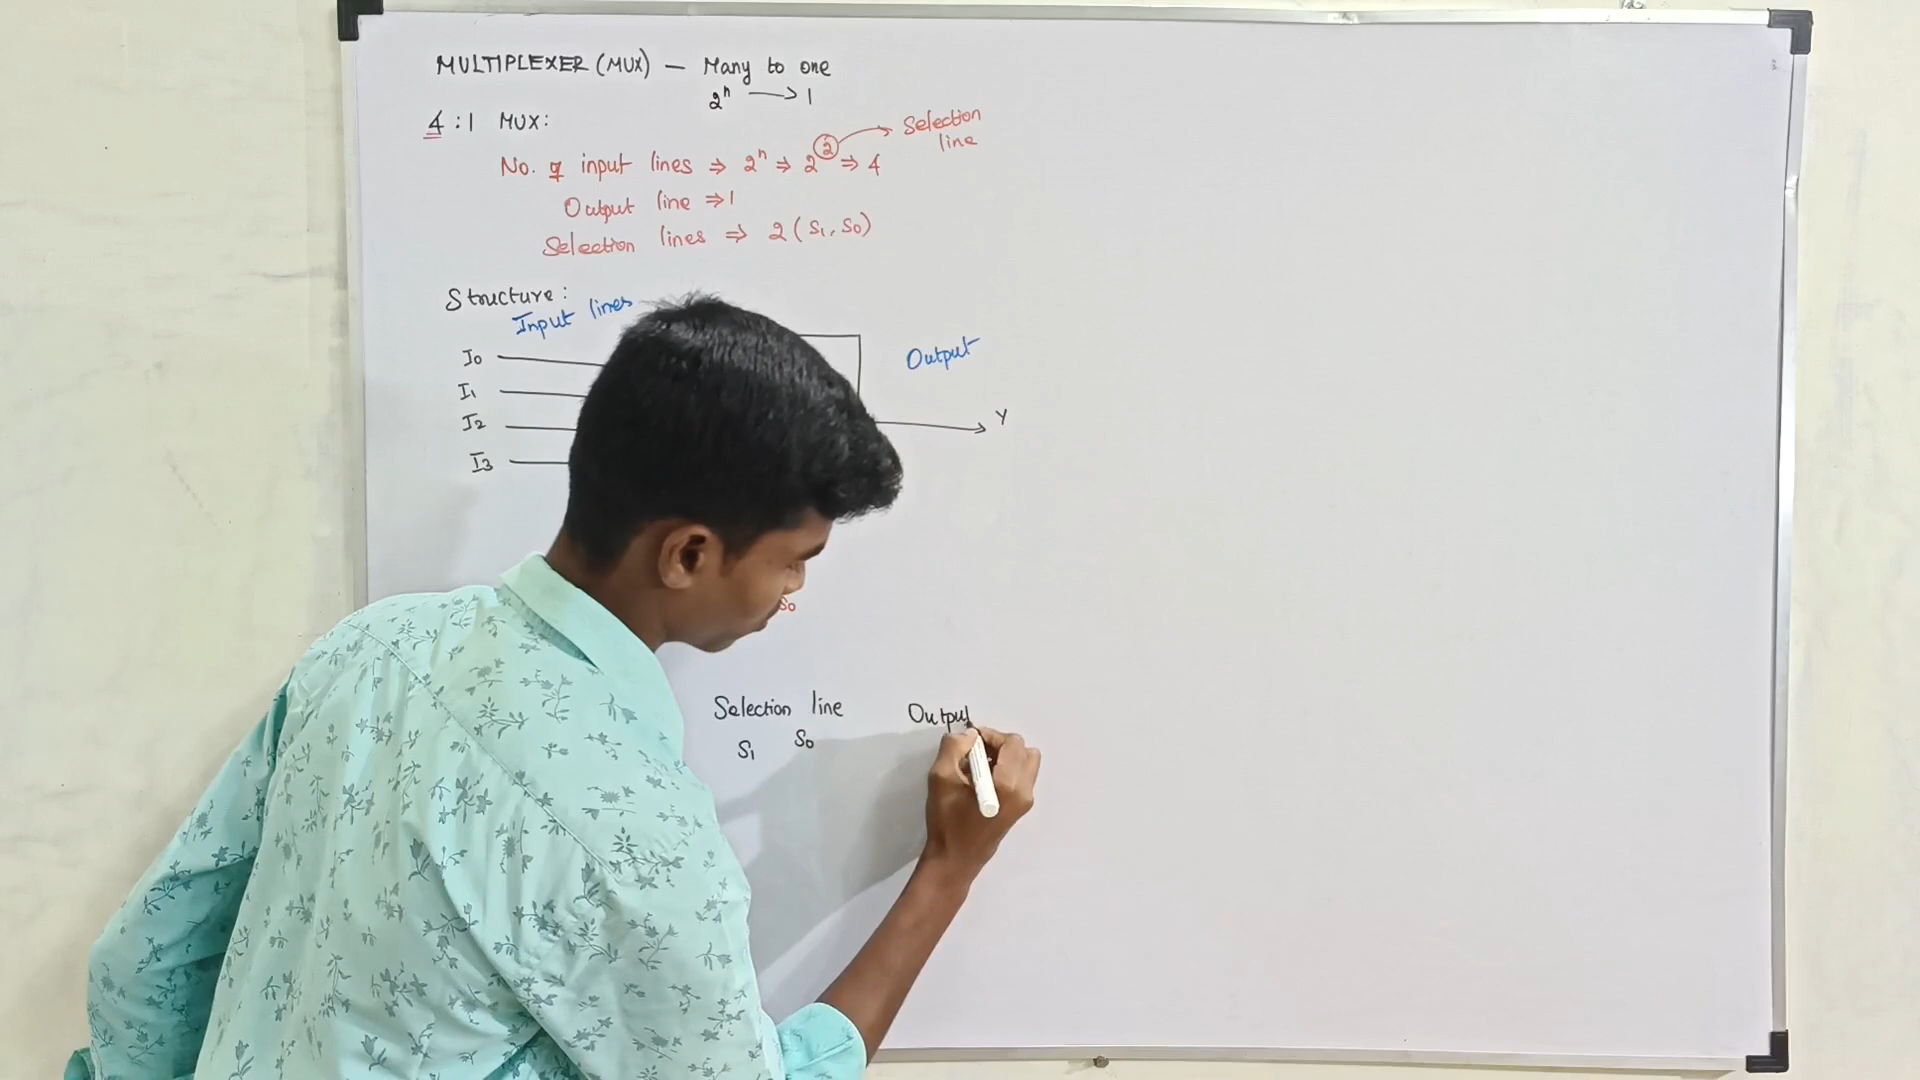 MULTIPLEXER (MUX) — Many to one
2ⁿ → 1
4 : 1 MUX:
Selection
line
No. of input lines ⇒ 2ⁿ ⇒ 2² ⇒ 4
Output line ⇒ 1
Selection lines ⇒ 2 (S₁, S₀)
Structure :
Input lines
Output
I₀
I₁
I₂
I₃
Y
S₀
Selection line Output
S₁ S₀